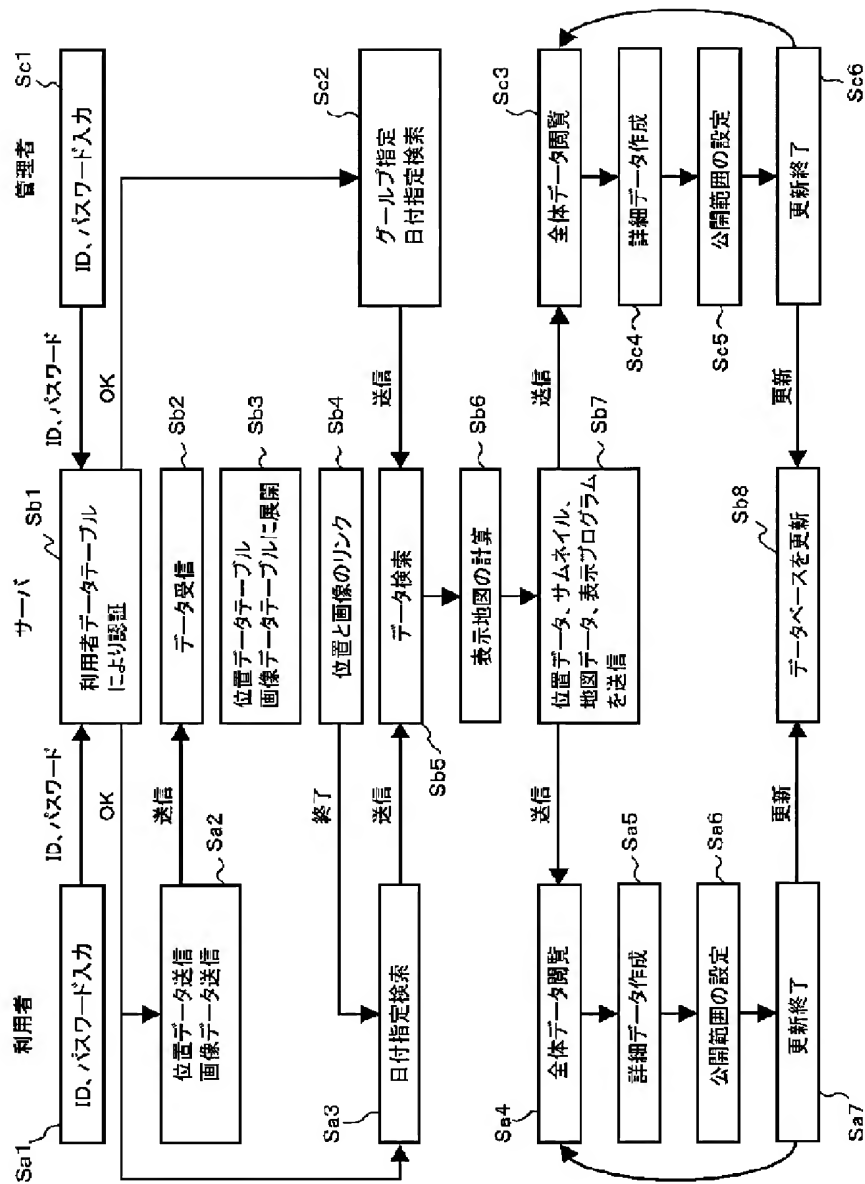 利用者
サーバ
管理者
Sa1
ID、パスワード入力
ID、パスワード
Sb1
利用者データテーブル
により認証
ID、パスワード
Sc1
ID、パスワード入力
OK
OK
位置データ送信
画像データ送信
Sa2
送信
データ受信
Sb2
位置データテーブル
画像データテーブルに展開
Sb3
位置と画像のリンク
Sb4
終了
Sa3
日付指定検索
送信
データ検索
Sb5
送信
グールプ指定
日付指定検索
Sc2
表示地図の計算
Sb6
位置データ、サムネイル、
地図データ、表示プログラム
を送信
Sb7
送信
送信
Sa4
全体データ閲覧
詳細データ作成
Sa5
公開範囲の設定
Sa6
更新終了
Sa7
更新
Sb8
データベースを更新
更新
全体データ閲覧
Sc3
詳細データ作成
Sc4
公開範囲の設定
Sc5
更新終了
Sc6